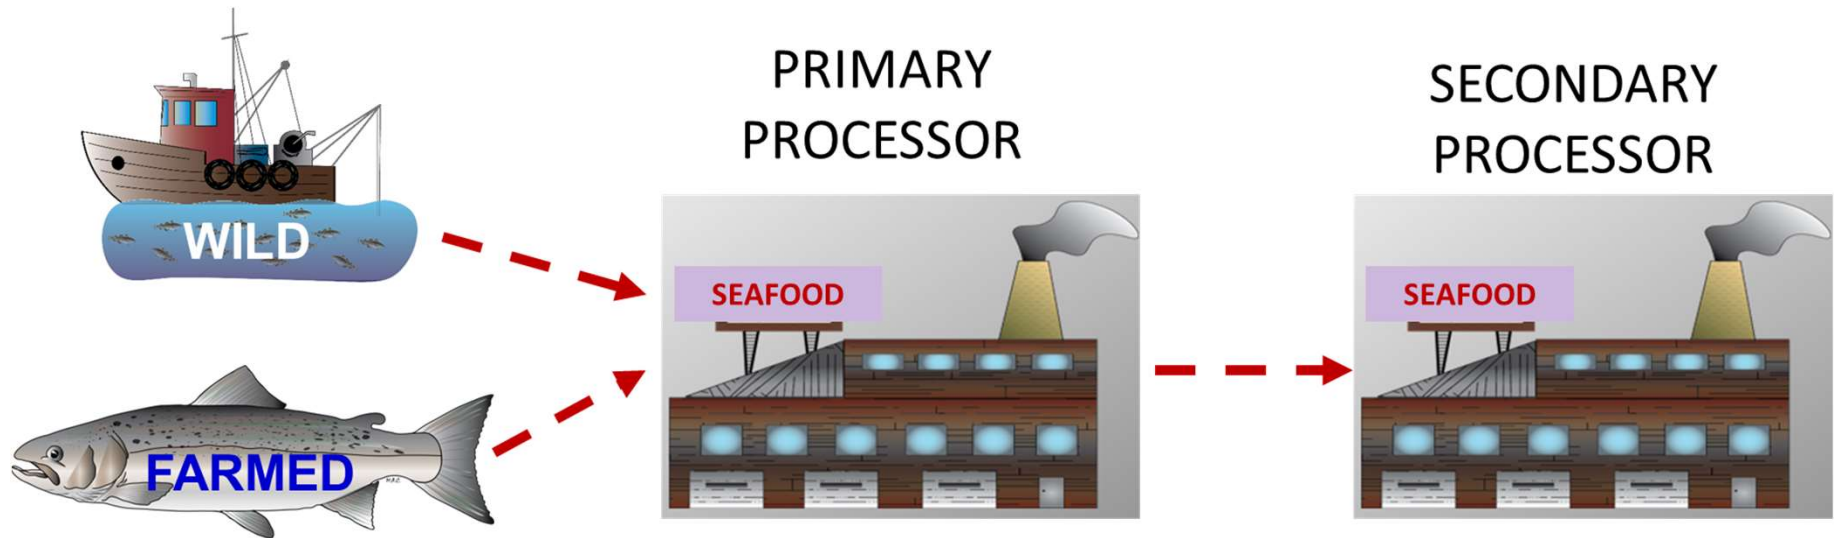 PRIMARY
PROCESSOR
SECONDARY
PROCESSOR
WILD
SEAFOOD
SEAFOOD
FARMED